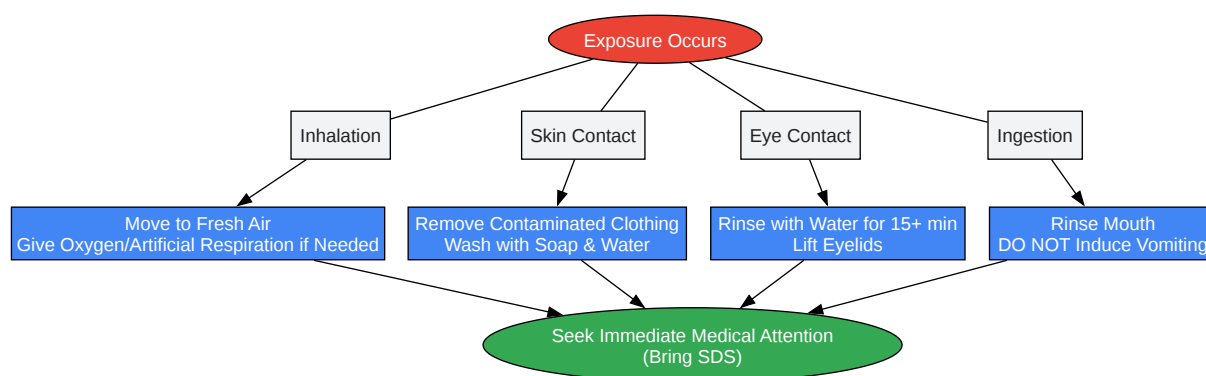 Exposure Occurs
Inhalation
Skin Contact
Eye Contact
Ingestion
Move to Fresh Air
Give Oxygen/Artificial Respiration if Needed
Remove Contaminated Clothing
Wash with Soap & Water
Rinse with Water for 15+ min
Lift Eyelids
Rinse Mouth
DO NOT Induce Vomiting
Seek Immediate Medical Attention
(Bring SDS)